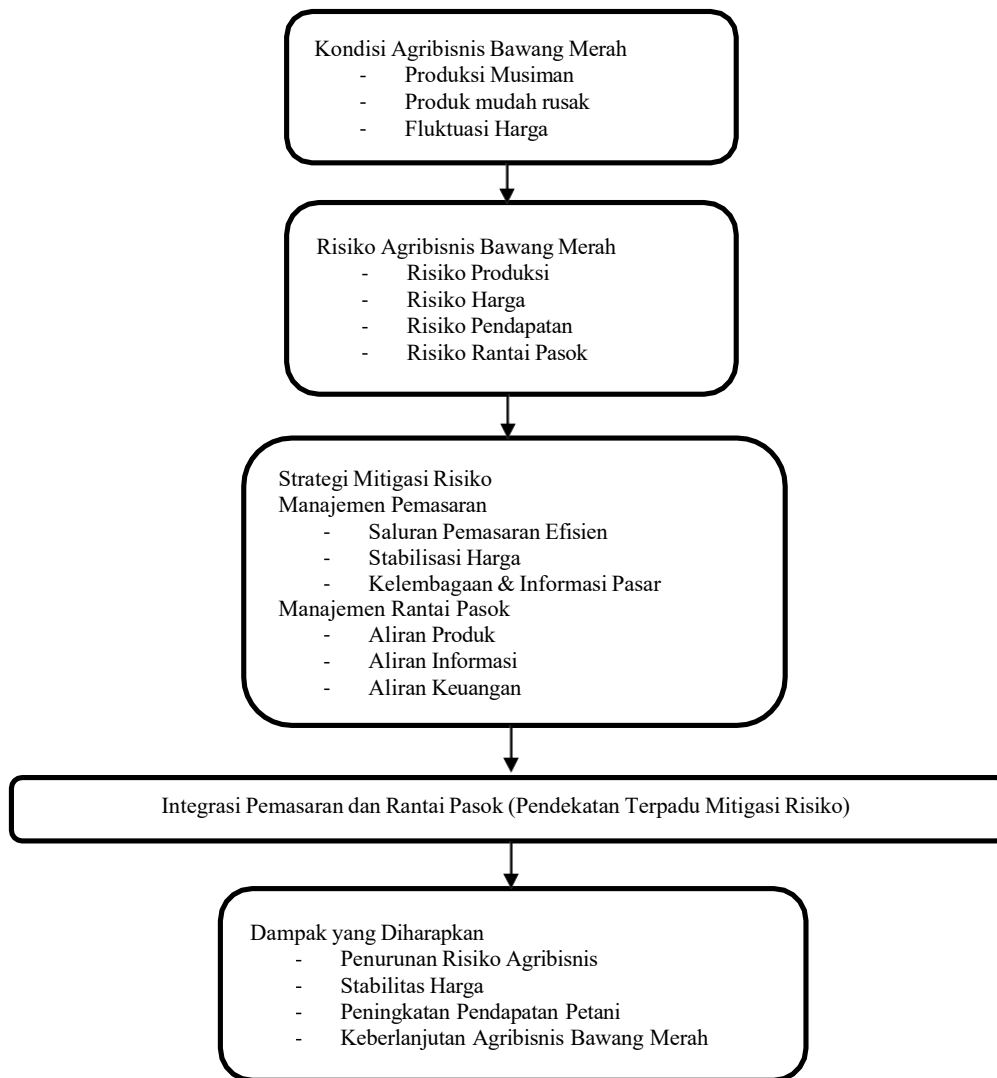 Kondisi Agribisnis Bawang Merah
- Produksi Musiman
- Produk mudah rusak
- Fluktuasi Harga
Risiko Agribisnis Bawang Merah
- Risiko Produksi
- Risiko Harga
- Risiko Pendapatan
- Risiko Rantai Pasok
Strategi Mitigasi Risiko
Manajemen Pemasaran
- Saluran Pemasaran Efisien
- Stabilisasi Harga
- Kelembagaan & Informasi Pasar
Manajemen Rantai Pasok
- Aliran Produk
- Aliran Informasi
- Aliran Keuangan
Integrasi Pemasaran dan Rantai Pasok (Pendekatan Terpadu Mitigasi Risiko)
Dampak yang Diharapkan
- Penurunan Risiko Agribisnis
- Stabilitas Harga
- Peningkatan Pendapatan Petani
- Keberlanjutan Agribisnis Bawang Merah